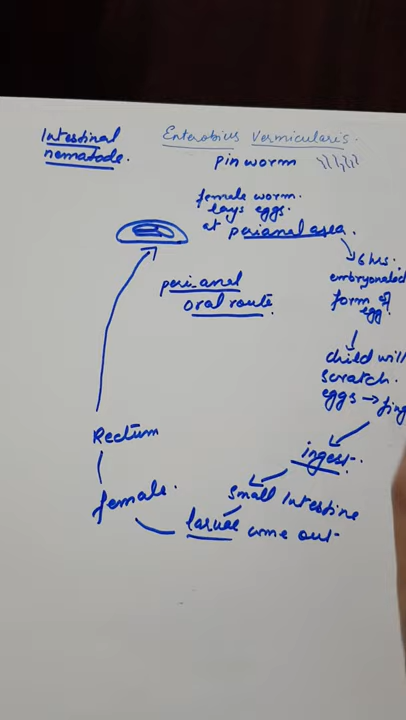 Intestinal
nematode.
Enterobius Vermicularis.
pin worm
female worm.
lays eggs.
at perianal area.
6 hrs.
embryonated
form of
egg.
perianal
oral route.
child will
scratch.
eggs → fing
ingest.
Small Intestine
larvae come out
female.
Rectum